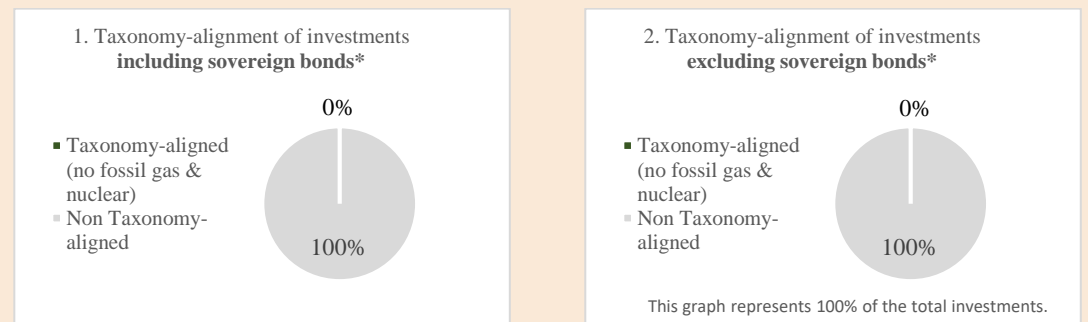 1. Taxonomy-alignment of investments
including sovereign bonds*
0%
Taxonomy-aligned
(no fossil gas &
nuclear)
Non Taxonomy-
aligned
100%
2. Taxonomy-alignment of investments
excluding sovereign bonds*
0%
Taxonomy-aligned
(no fossil gas &
nuclear)
Non Taxonomy-
aligned
100%
This graph represents 100% of the total investments.